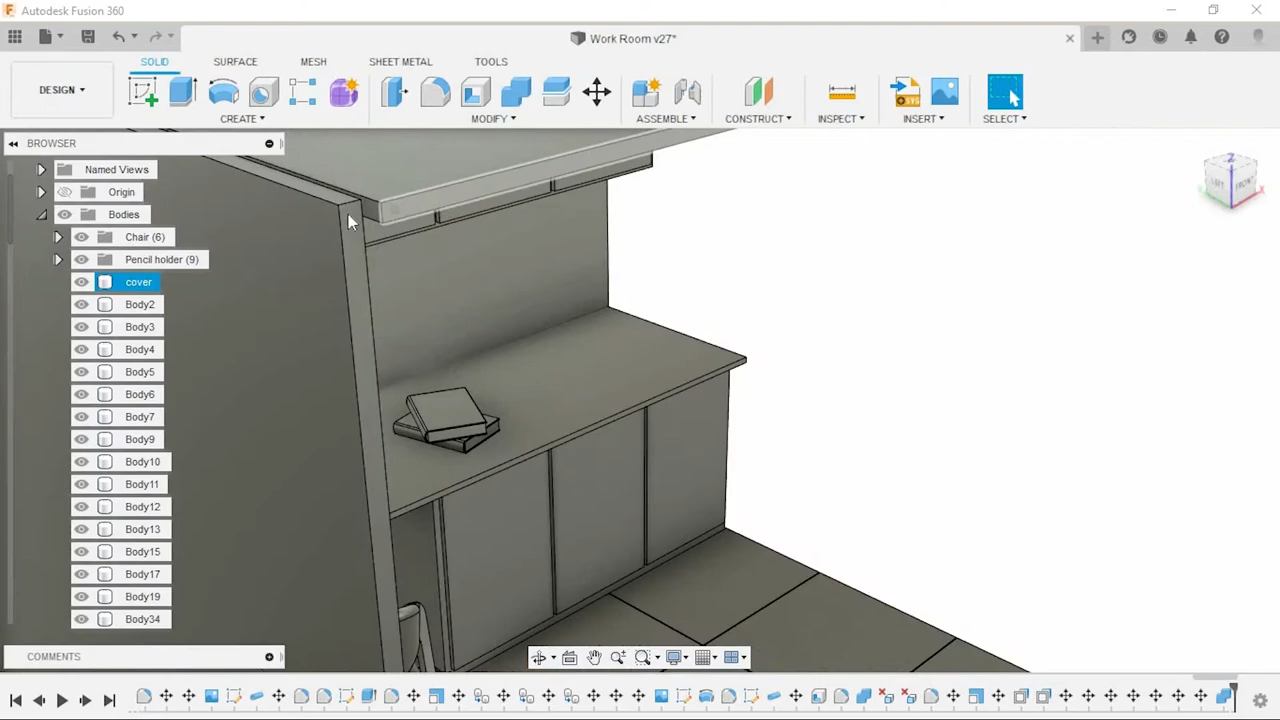 Autodesk Fusion 360
Work Room v27*
SOLID SURFACE MESH SHEET METAL TOOLS
DESIGN
CREATE MODIFY ASSEMBLE CONSTRUCT INSPECT INSERT SELECT
BROWSER
Named Views
Origin
Bodies
Chair (6)
Pencil holder (9)
cover
Body2
Body3
Body4
Body5
Body6
Body7
Body9
Body10
Body11
Body12
Body13
Body15
Body17
Body19
Body34
COMMENTS
Z
LEFT FRONT
X